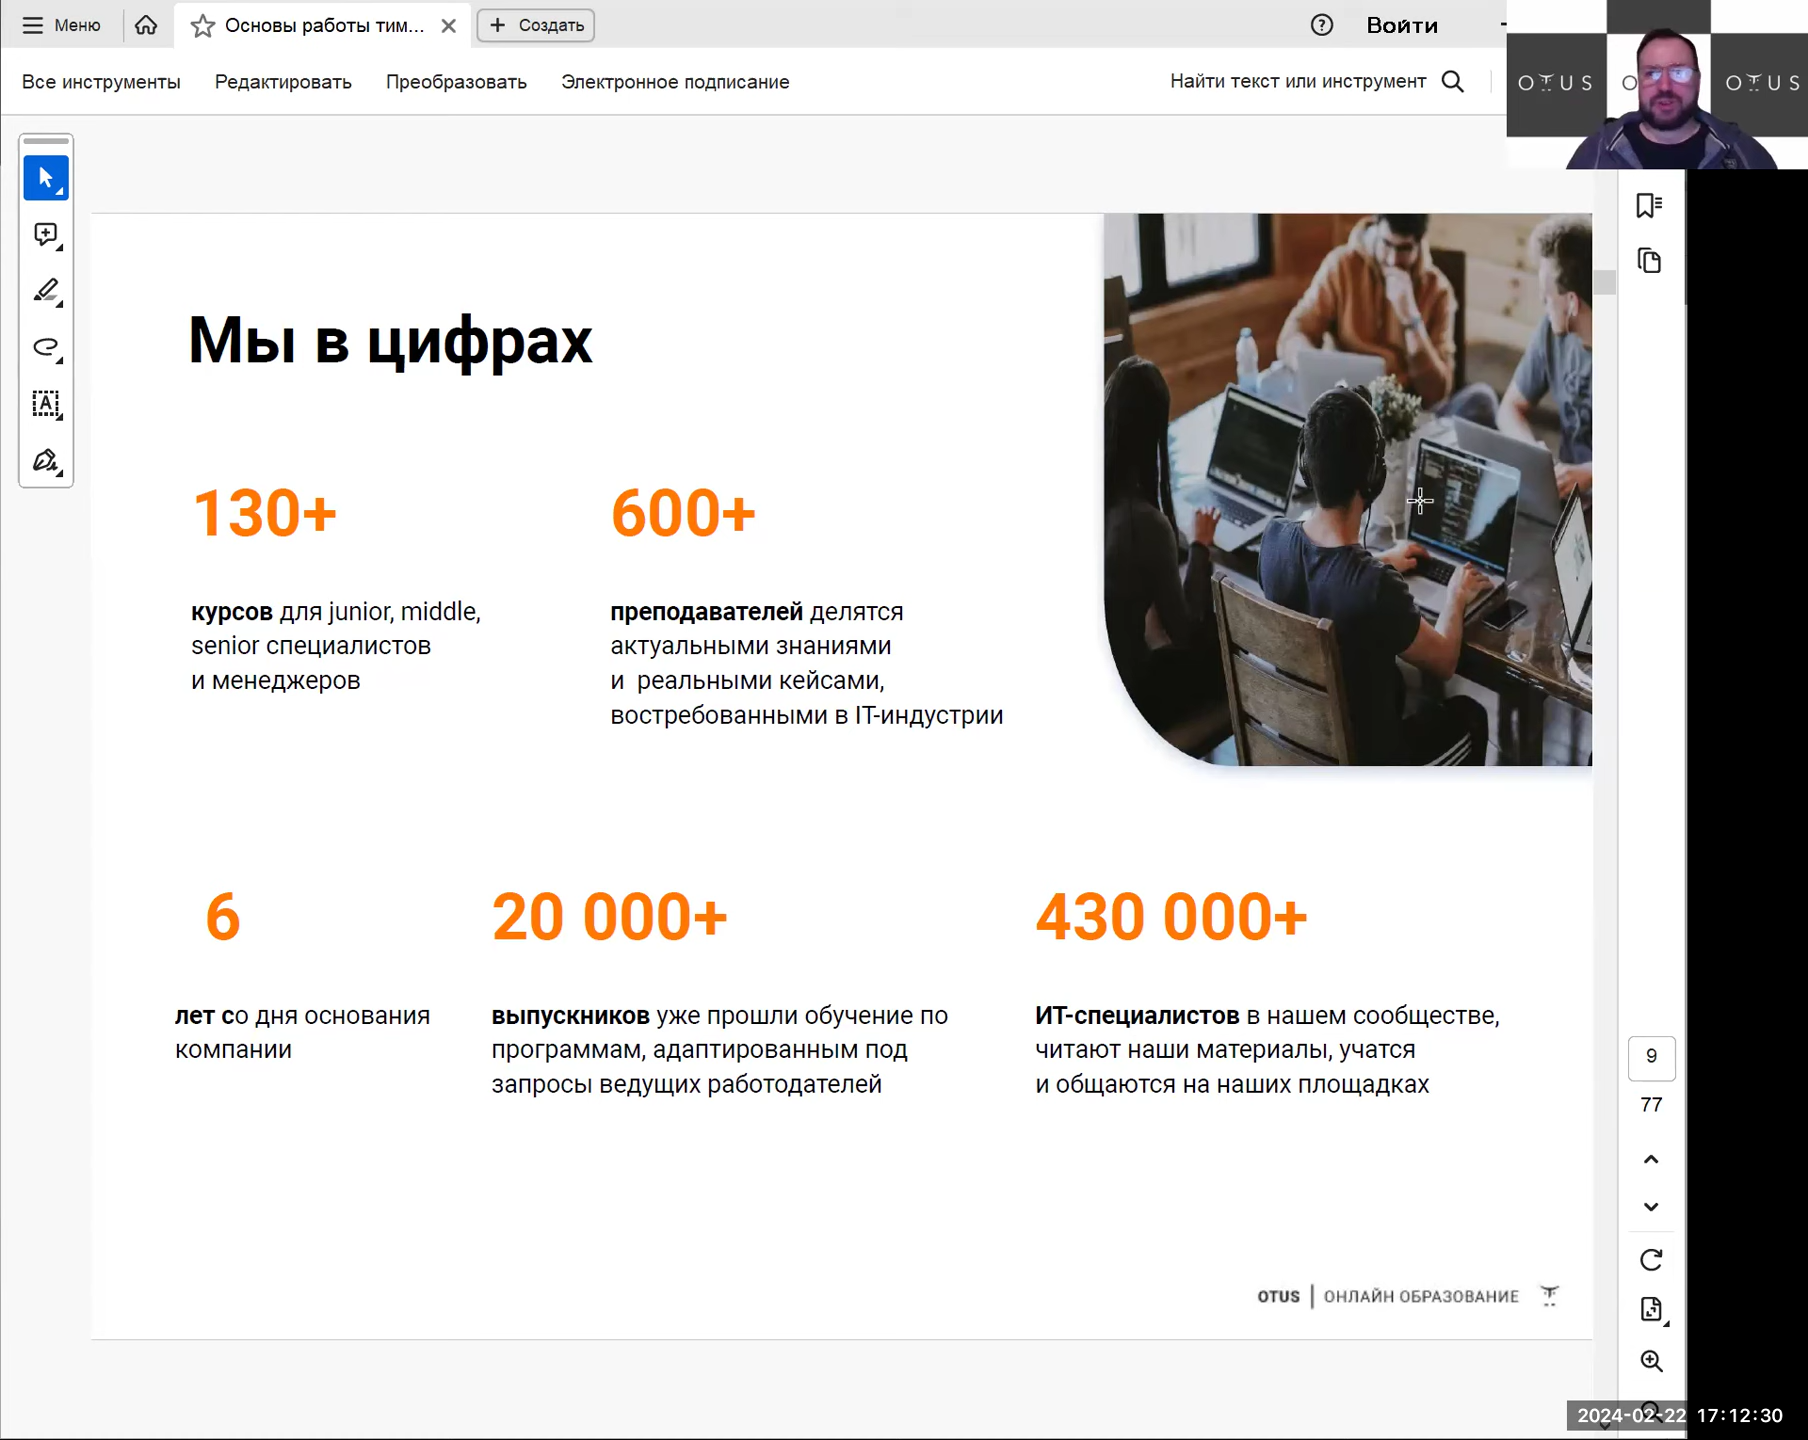 Меню
Основы работы тим...
Создать
Войти
Все инструменты
Редактировать
Преобразовать
Электронное подписание
Найти текст или инструмент
OTUS
OTUS
Мы в цифрах
130+
курсов для junior, middle,
senior специалистов
и менеджеров
600+
преподавателей делятся
актуальными знаниями
и реальными кейсами,
востребованными в IT-индустрии
6
лет со дня основания
компании
20 000+
выпускников уже прошли обучение по
программам, адаптированным под
запросы ведущих работодателей
430 000+
ИТ-специалистов в нашем сообществе,
читают наши материалы, учатся
и общаются на наших площадках
9
77
OTUS | ОНЛАЙН ОБРАЗОВАНИЕ
2024-02-22 17:12:30